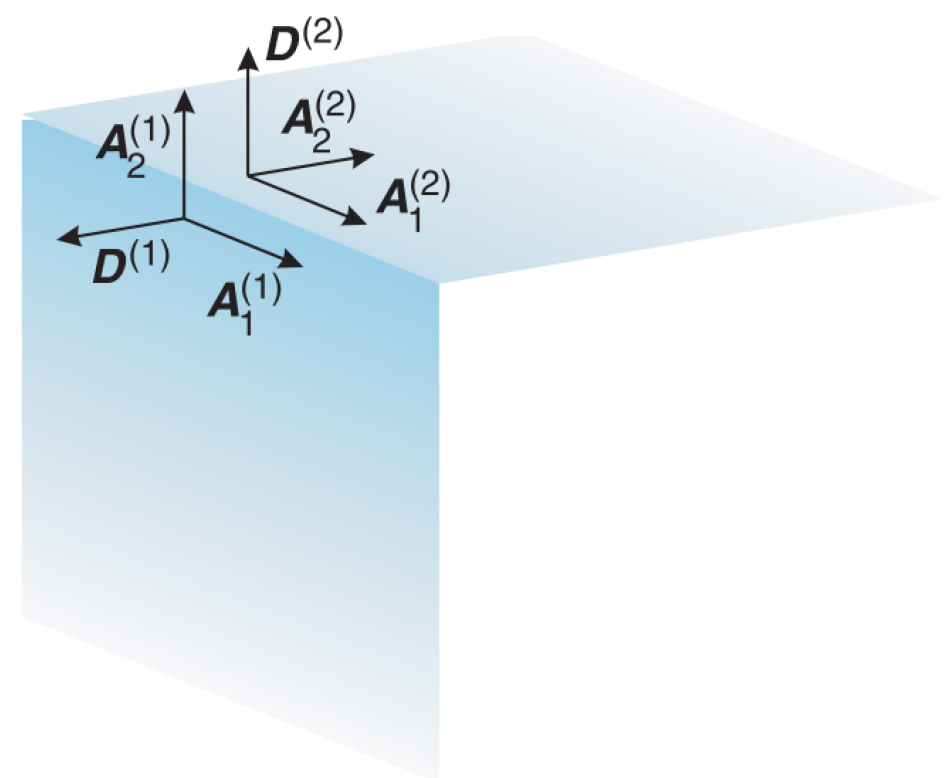 D^{(2)}
A_2^{(2)}
A_2^{(1)}
A_1^{(2)}
D^{(1)}
A_1^{(1)}